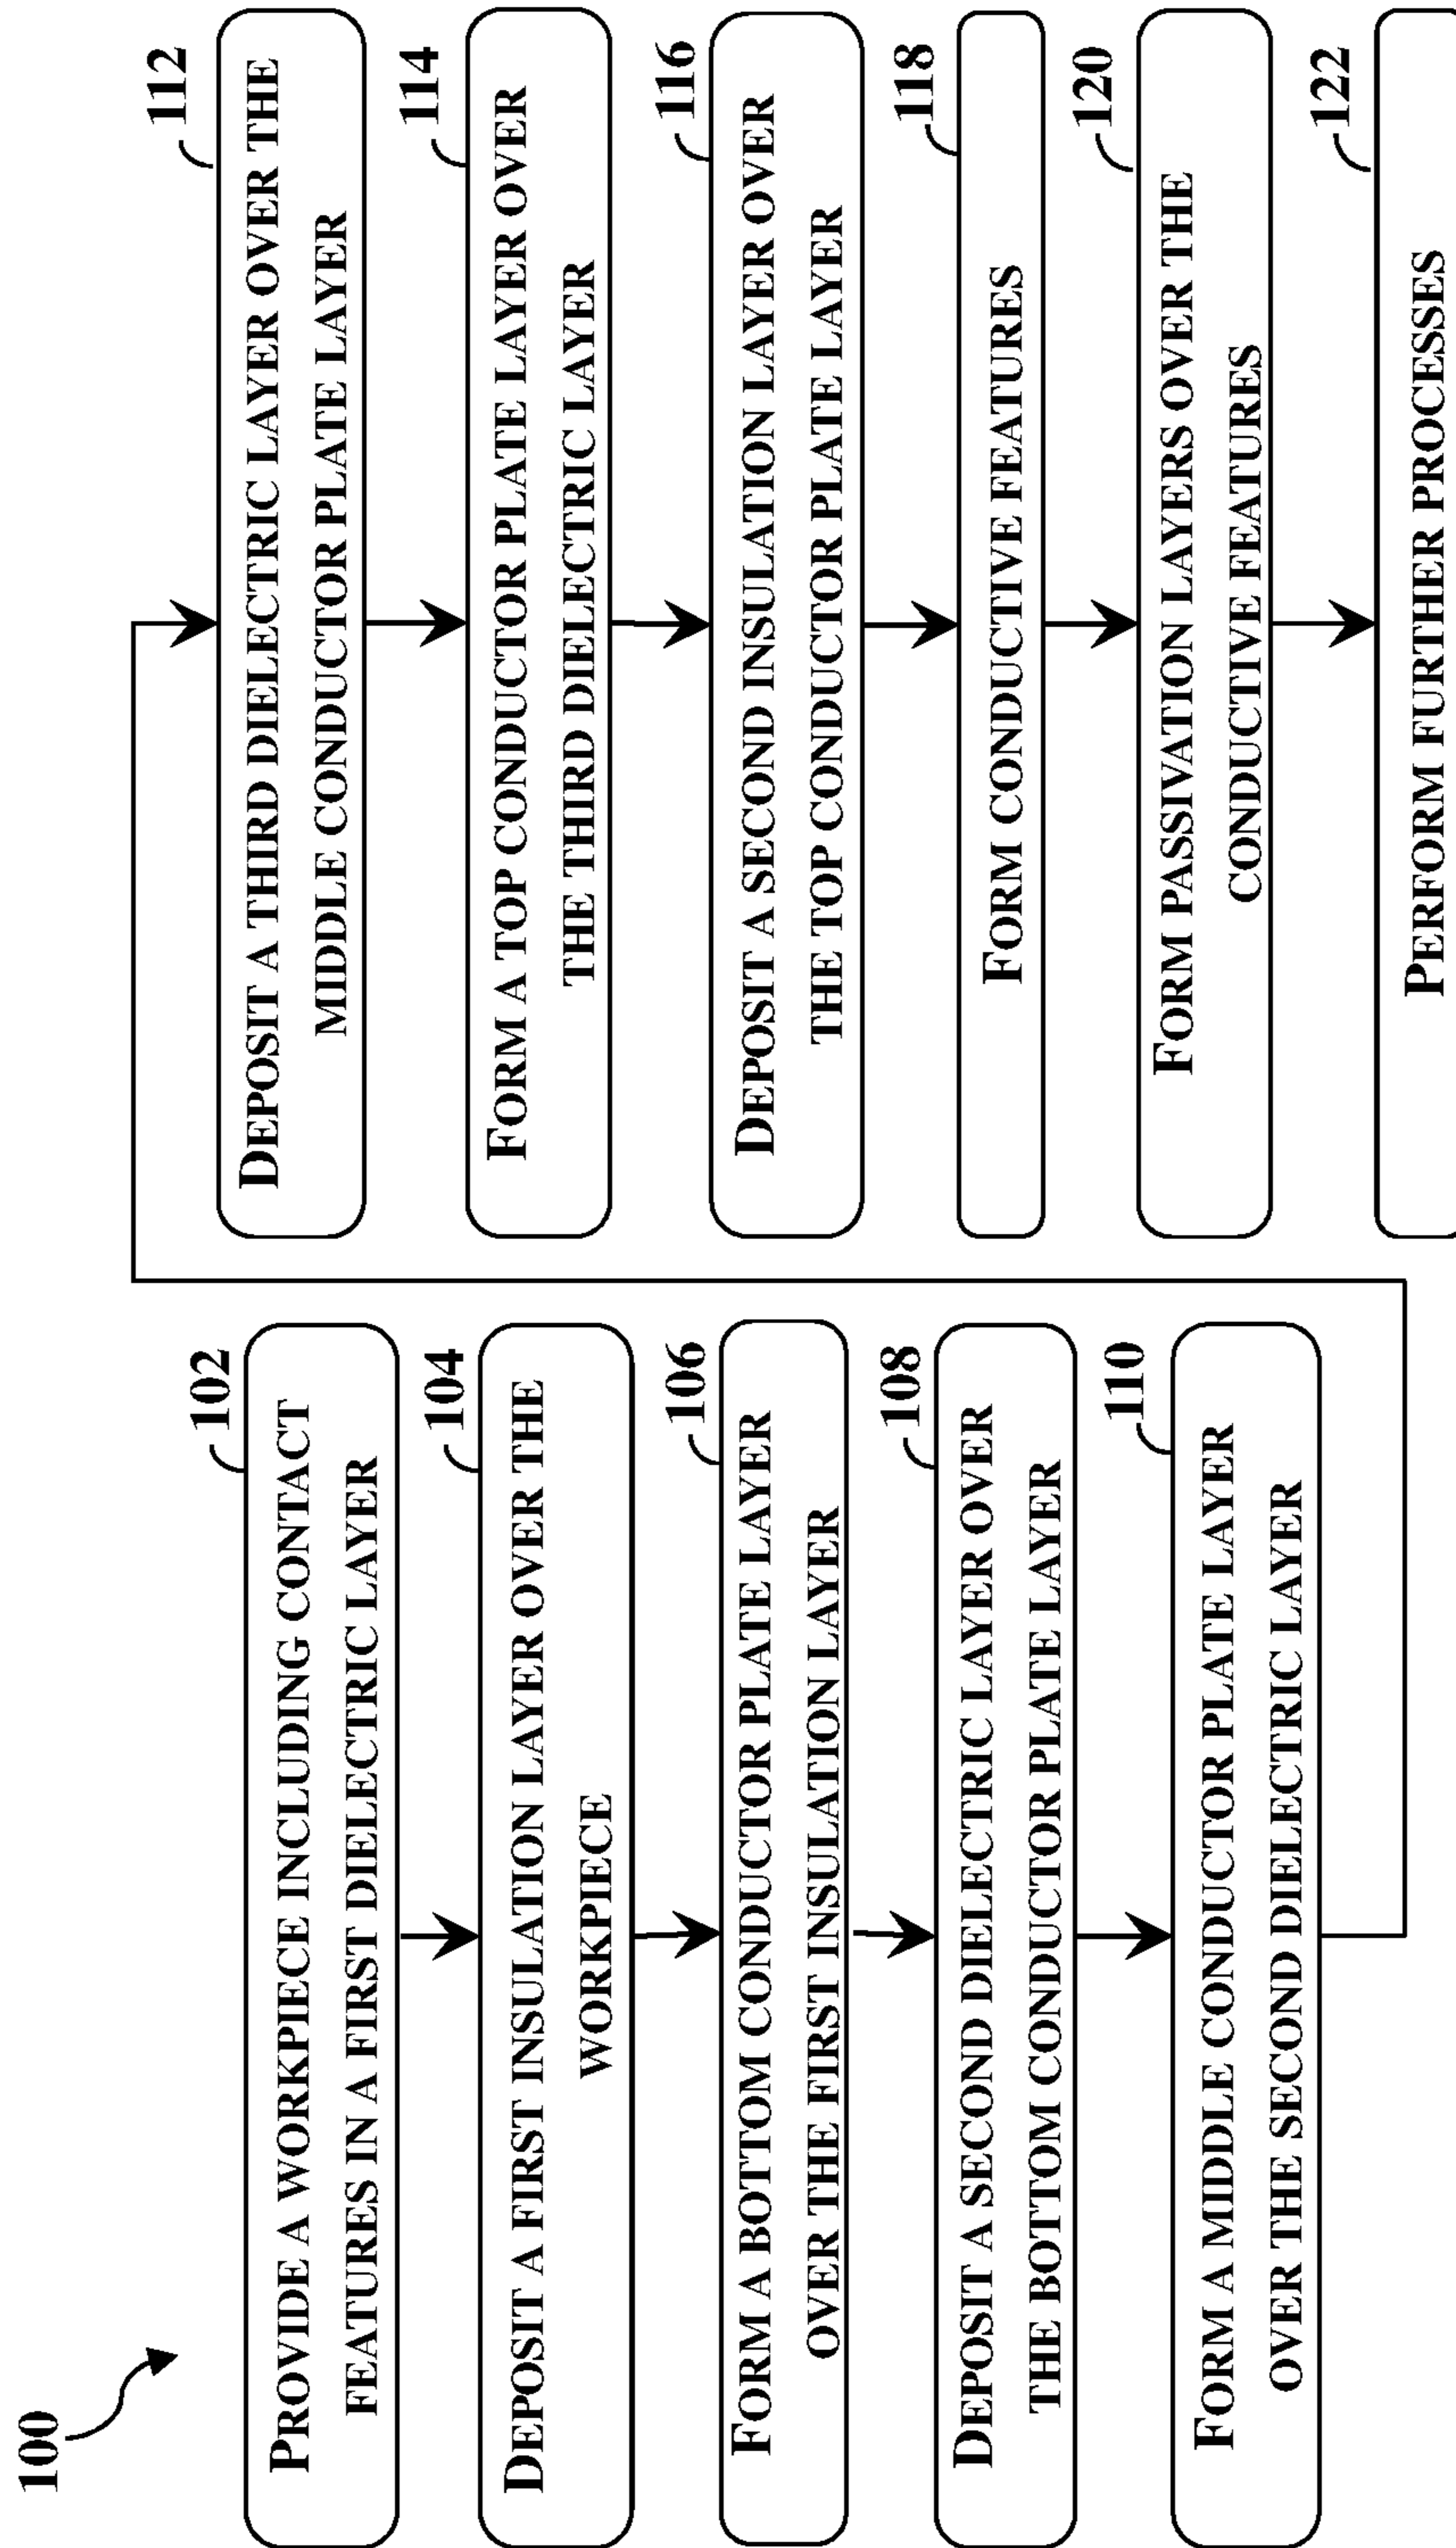 100
102
PROVIDE A WORKPIECE INCLUDING CONTACT
FEATURES IN A FIRST DIELECTRIC LAYER
104
DEPOSIT A FIRST INSULATION LAYER OVER THE
WORKPIECE
106
FORM A BOTTOM CONDUCTOR PLATE LAYER
OVER THE FIRST INSULATION LAYER
108
DEPOSIT A SECOND DIELECTRIC LAYER OVER
THE BOTTOM CONDUCTOR PLATE LAYER
110
FORM A MIDDLE CONDUCTOR PLATE LAYER
OVER THE SECOND DIELECTRIC LAYER
112
DEPOSIT A THIRD DIELECTRIC LAYER OVER THE
MIDDLE CONDUCTOR PLATE LAYER
114
FORM A TOP CONDUCTOR PLATE LAYER OVER
THE THIRD DIELECTRIC LAYER
116
DEPOSIT A SECOND INSULATION LAYER OVER
THE TOP CONDUCTOR PLATE LAYER
118
FORM CONDUCTIVE FEATURES
120
FORM PASSIVATION LAYERS OVER THE
CONDUCTIVE FEATURES
122
PERFORM FURTHER PROCESSES